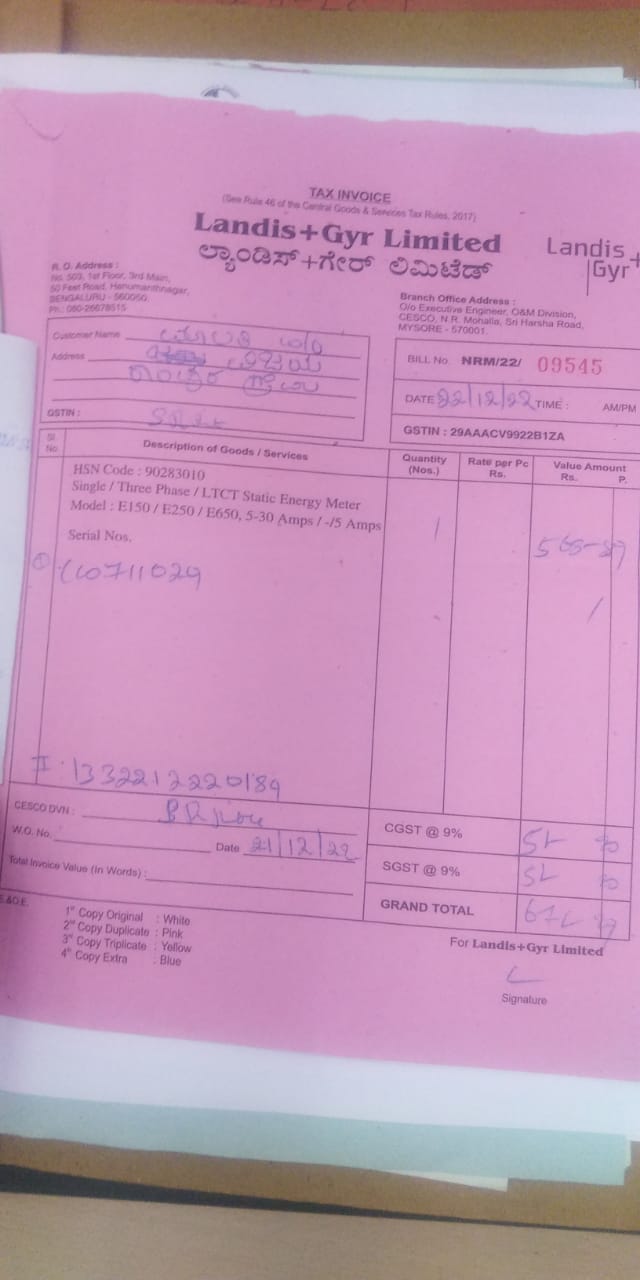 TAX INVOICE
(See Rule 46 of the Central Goods & Services Tax Rules, 2017)
Landis+Gyr Limited
ಲ್ಯಾಂಡಿಸ್+ಗೇರ್ ಲಿಮಿಟೆಡ್
Landis+
Gyr
R. O. Address :
No. 503, 1st Floor, 3rd Main,
50 Feet Road, Hanumanthnagar,
BENGALURU - 560050.
Ph.: 080-26678515
Branch Office Address :
O/o Executive Engineer, O&M Division,
CESCO, N.R. Mohalla, Sri Harsha Road,
MYSORE - 570001.
Customer Name
Address
GSTIN :
BILL No. NRM/22/ 09545
DATE 22/12/22 TIME : AM/PM
GSTIN : 29AAACV9922B1ZA
Sl. No. Description of Goods / Services Quantity (Nos.) Rate per Pc Rs. Value Amount Rs. P.
HSN Code : 90283010
Single / Three Phase / LTCT Static Energy Meter
Model : E150 / E250 / E650, 5-30 Amps / -/5 Amps
1
Serial Nos.
1332212220189
CESCO DVN :
W.O. No. Date 21/12/22
Total Invoice Value (In Words) :
CGST @ 9%
SGST @ 9%
GRAND TOTAL
E.&O.E.
1st Copy Original : White
2nd Copy Duplicate : Pink
3rd Copy Triplicate : Yellow
4th Copy Extra : Blue
For Landis+Gyr Limited
Signature